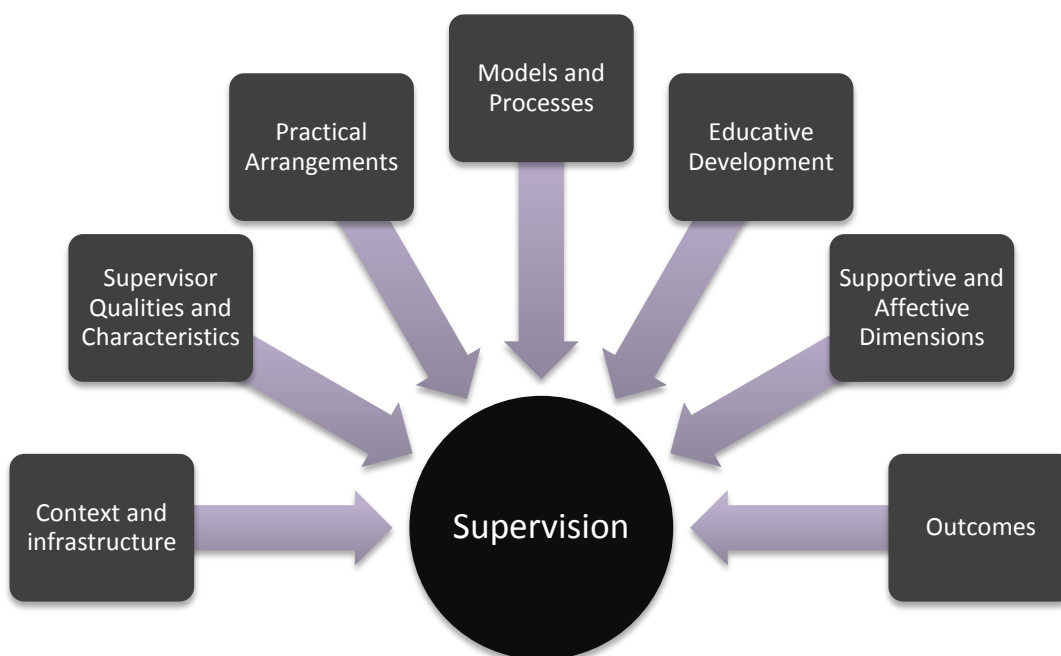 Models and
Processes
Practical
Arrangements
Educative
Development
Supervisor
Qualities and
Characteristics
Supportive and
Affective
Dimensions
Context and
infrastructure
Supervision
Outcomes